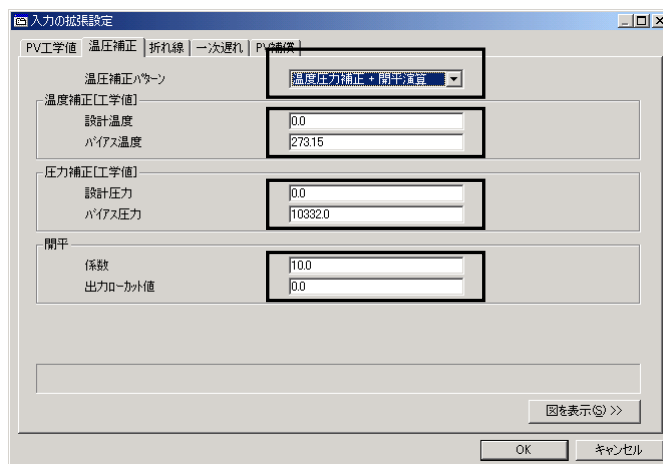 入力の拡張設定
PV工学値 温圧補正 折れ線 一次遅れ PV補償
温圧補正パターン 温度圧力補正 + 開平演算
温度補正[工学値]
設計温度 0.0
バイアス温度 273.15
圧力補正[工学値]
設計圧力 0.0
バイアス圧力 10332.0
開平
係数 10.0
出力ローカット値 0.0
図を表示(S) >>
OK キャンセル